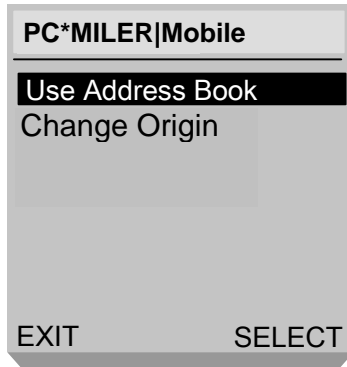 PC*MILER|Mobile
Use Address Book
Change Origin
EXIT SELECT